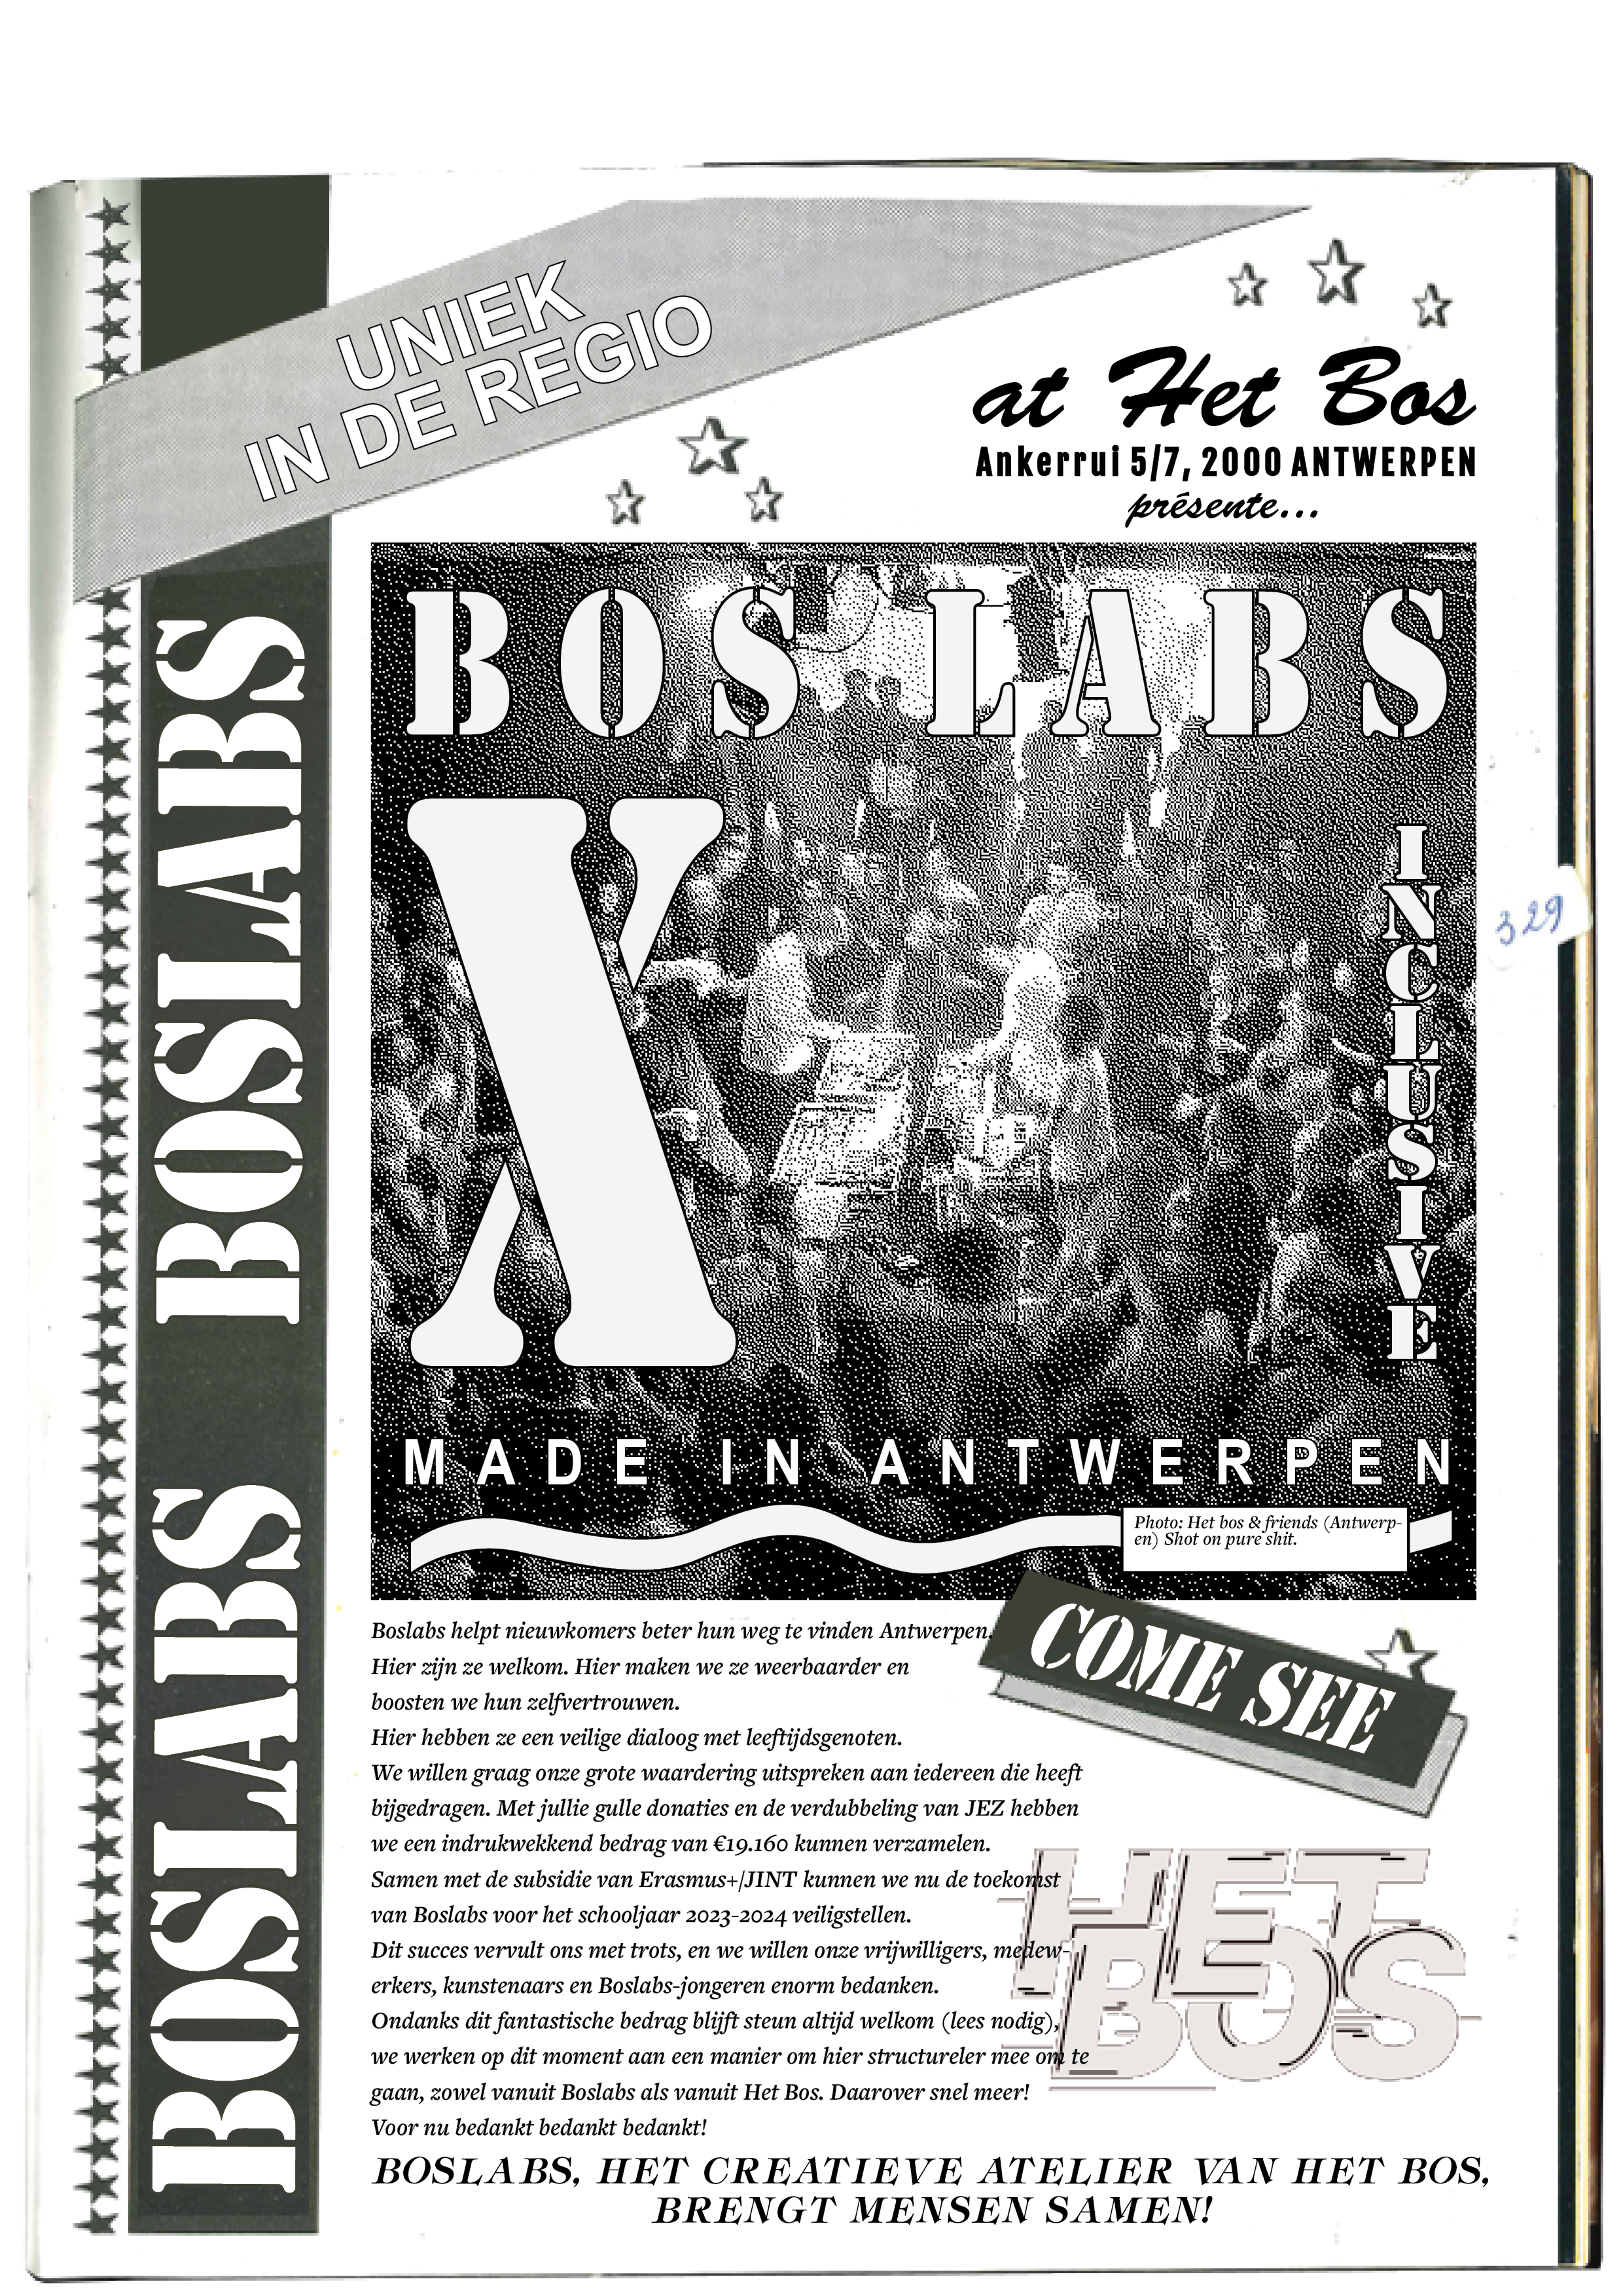 UNIEK
IN DE REGIO
at Het Bos
Ankerrui 5/7, 2000 ANTWERPEN
présente...
BOSLABS BOSLABS
BOS LABS
X
INCLUSIVE
329
MADE IN ANTWERPEN
Photo: Het bos & friends (Antwerp-
en) Shot on pure shit.
COME SEE
Boslabs helpt nieuwkomers beter hun weg te vinden Antwerpen.
Hier zijn ze welkom. Hier maken we ze weerbaarder en
boosten we hun zelfvertrouwen.
Hier hebben ze een veilige dialoog met leeftijdsgenoten.
We willen graag onze grote waardering uitspreken aan iedereen die heeft
bijgedragen. Met jullie gulle donaties en de verdubbeling van JEZ hebben
we een indrukwekkend bedrag van €19.160 kunnen verzamelen.
Samen met de subsidie van Erasmus+/JINT kunnen we nu de toekomst
van Boslabs voor het schooljaar 2023-2024 veiligstellen.
Dit succes vervult ons met trots, en we willen onze vrijwilligers, medew-
erkers, kunstenaars en Boslabs-jongeren enorm bedanken.
Ondanks dit fantastische bedrag blijft steun altijd welkom (lees nodig),
we werken op dit moment aan een manier om hier structureler mee om te
gaan, zowel vanuit Boslabs als vanuit Het Bos. Daarover snel meer!
Voor nu bedankt bedankt bedankt!
HET
BOS
BOSLABS, HET CREATIEVE ATELIER VAN HET BOS,
BRENGT MENSEN SAMEN!